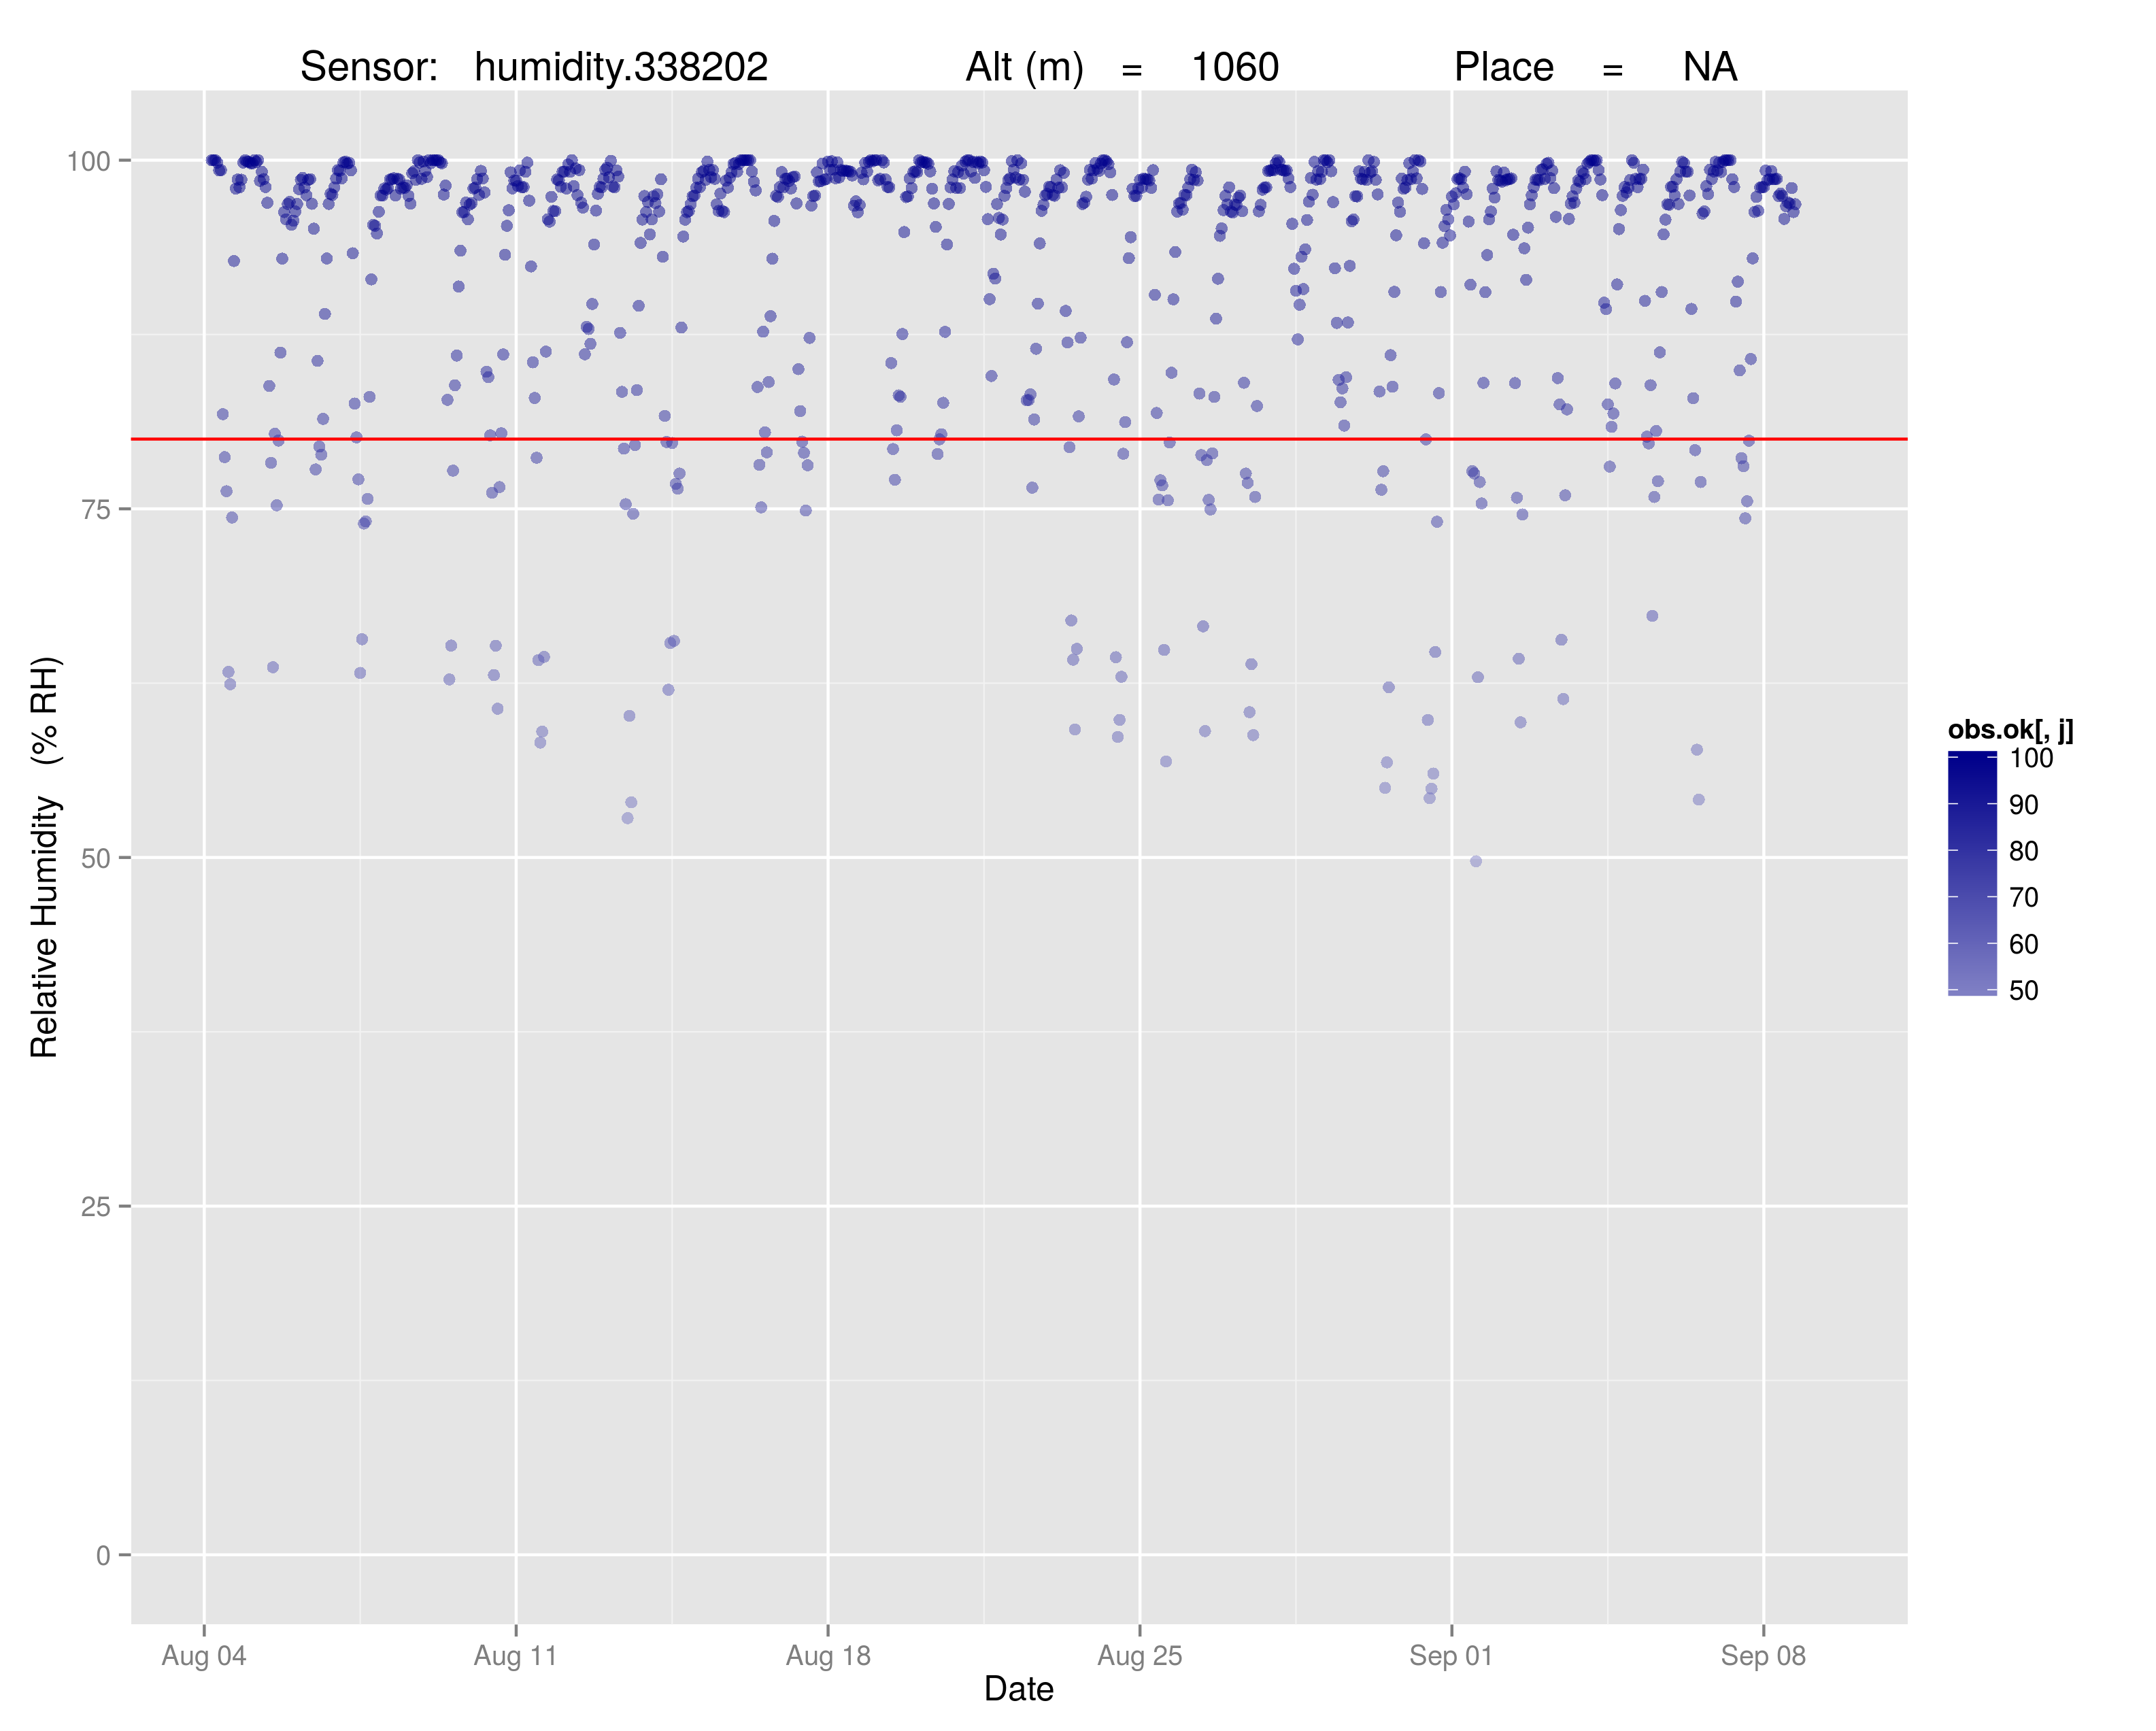 Sensor: humidity.338202 Alt (m) = 1060 Place = NA
Relative Humidity (% RH)
100
75
50
25
0
Aug 04 Aug 11 Aug 18 Aug 25 Sep 01 Sep 08
Date
obs.ok[, j]
100
90
80
70
60
50